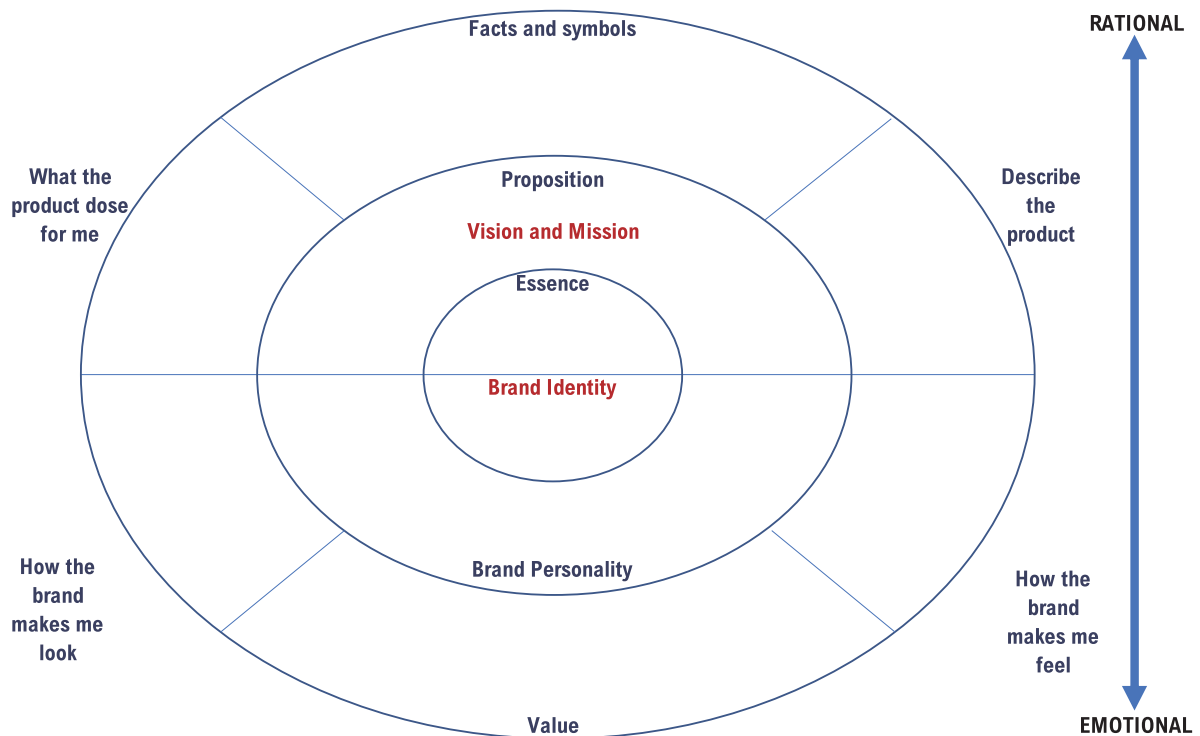 Facts and symbols
RATIONAL
What the
product dose
for me
Proposition
Describe
the
product
Vision and Mission
Essence
Brand Identity
How the
brand
makes me
look
Brand Personality
How the
brand
makes me
feel
Value
EMOTIONAL